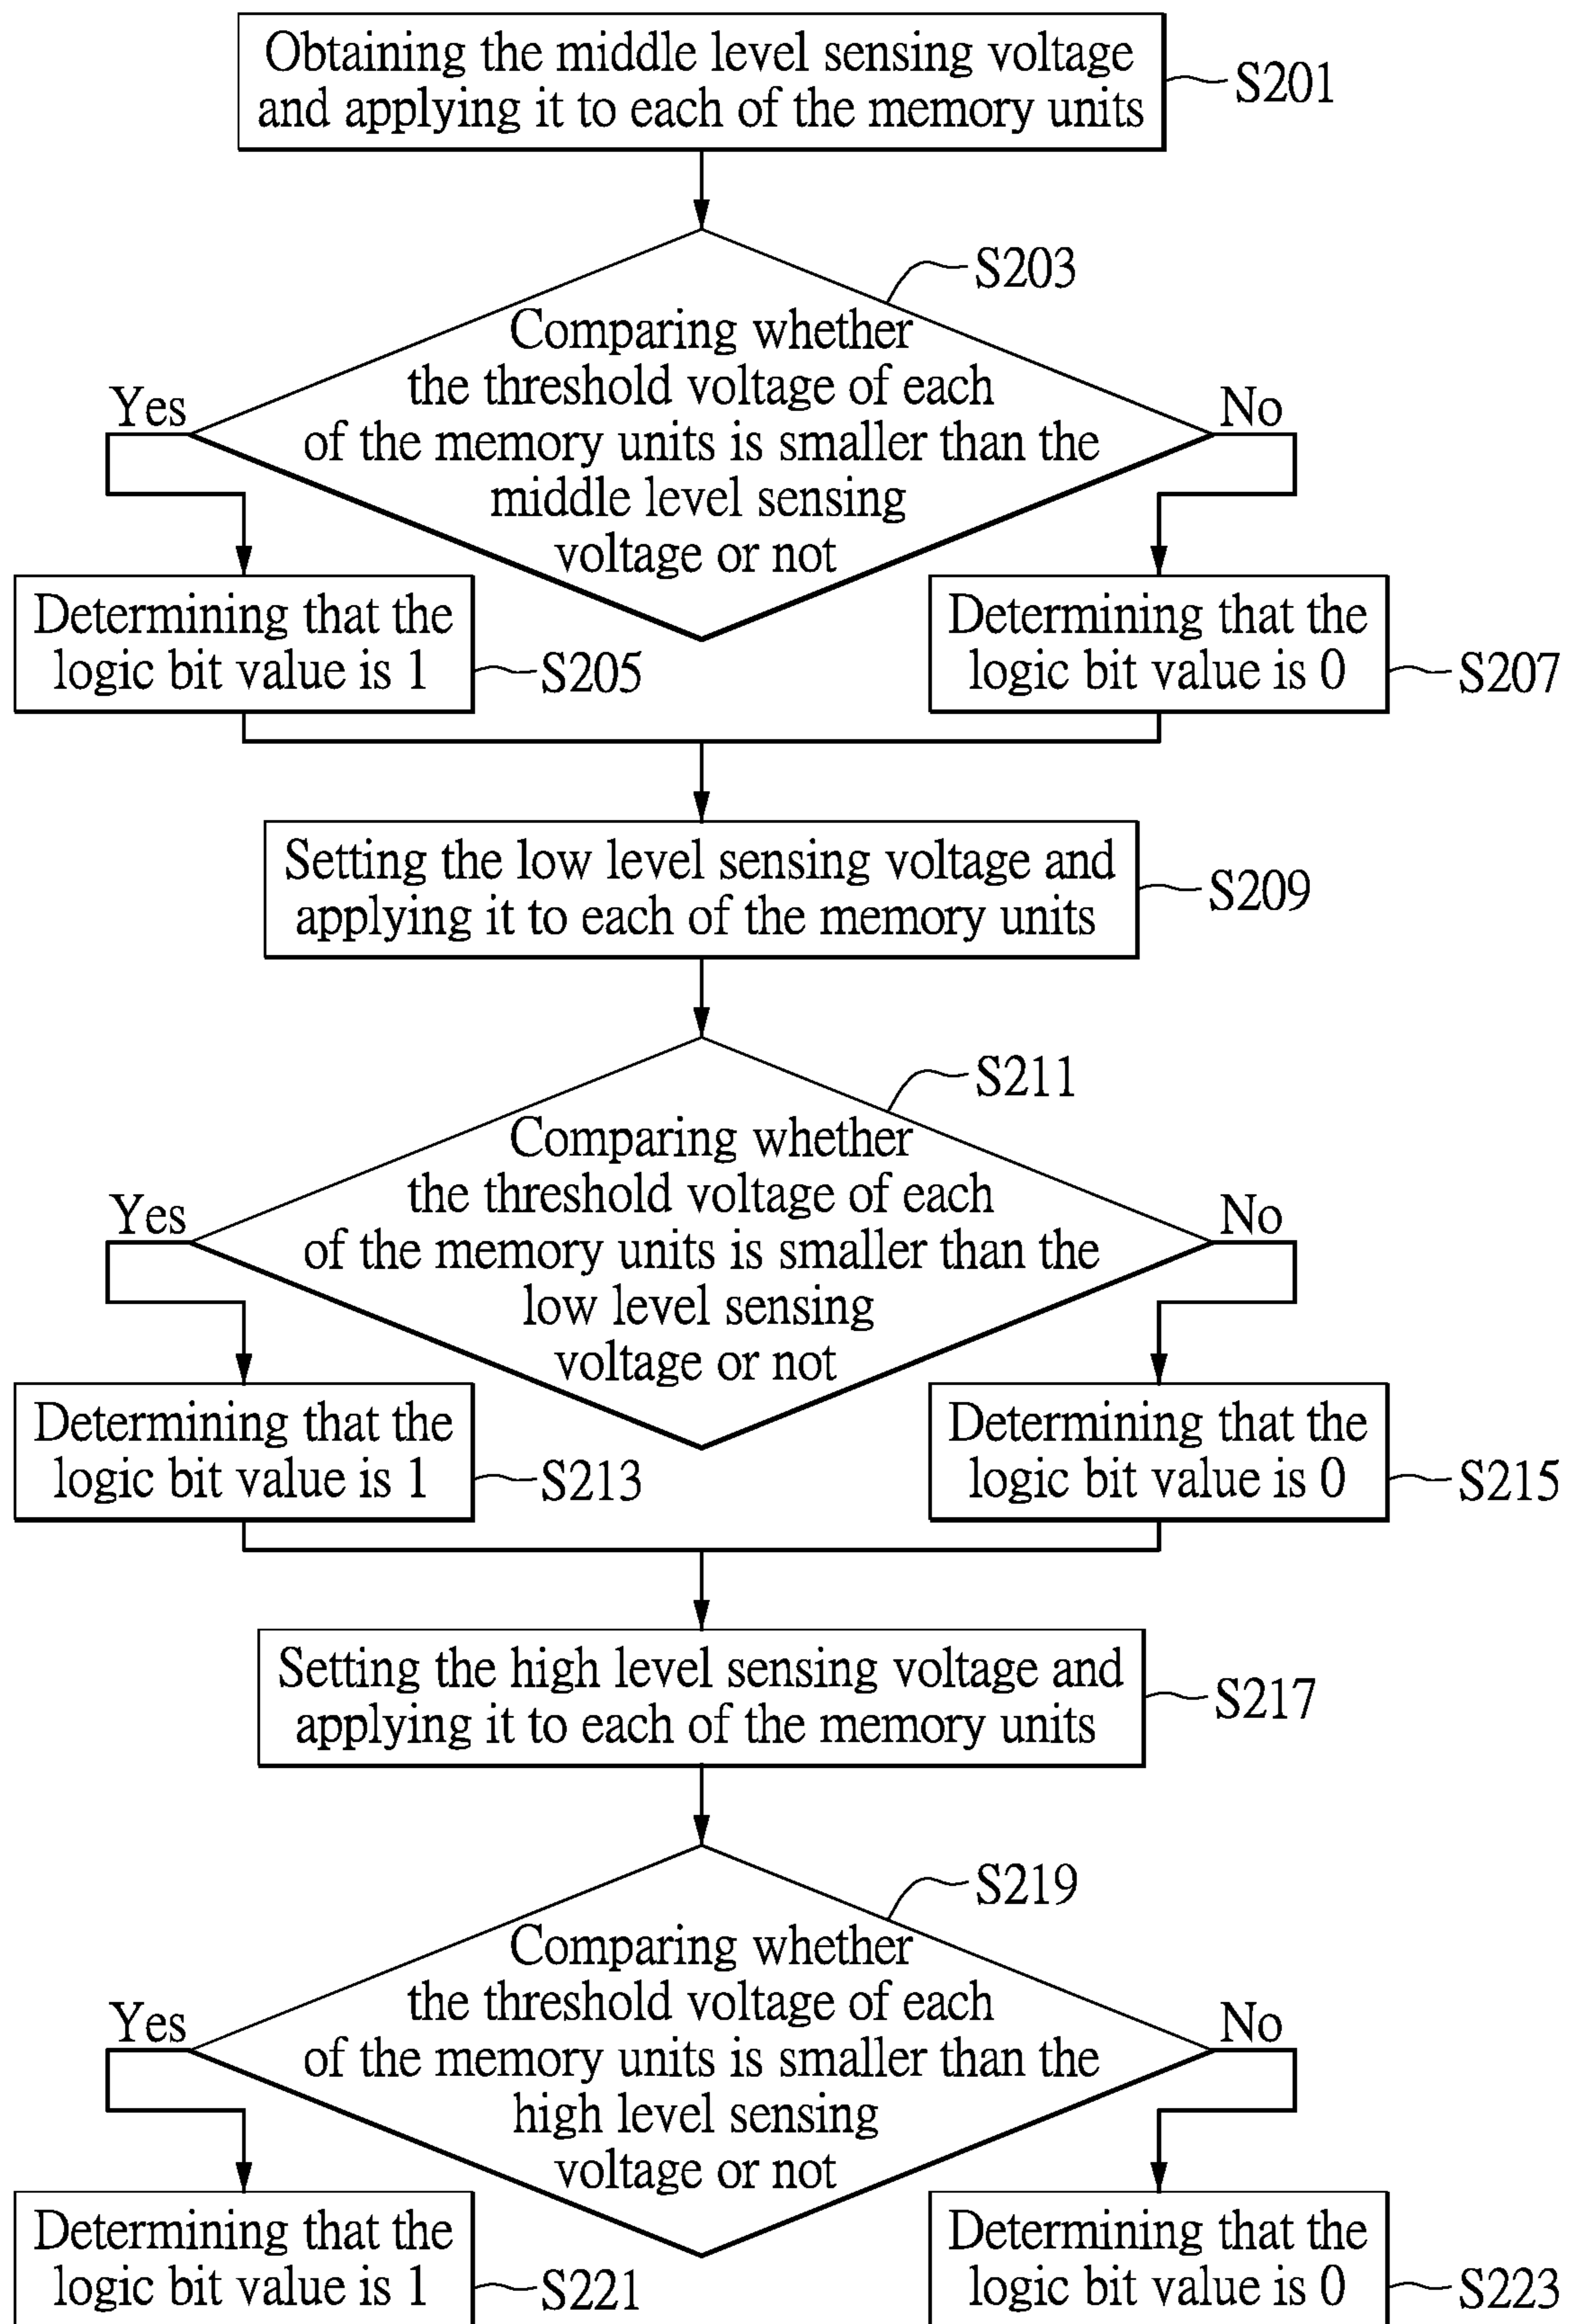 Obtaining the middle level sensing voltage
and applying it to each of the memory units
S201
S203
Comparing whether
the threshold voltage of each
of the memory units is smaller than the
middle level sensing
voltage or not
Yes
No
Determining that the
logic bit value is 1
S205
Determining that the
logic bit value is 0
S207
Setting the low level sensing voltage and
applying it to each of the memory units
S209
S211
Comparing whether
the threshold voltage of each
of the memory units is smaller than the
low level sensing
voltage or not
Yes
No
Determining that the
logic bit value is 1
S213
Determining that the
logic bit value is 0
S215
Setting the high level sensing voltage and
applying it to each of the memory units
S217
S219
Comparing whether
the threshold voltage of each
of the memory units is smaller than the
high level sensing
voltage or not
Yes
No
Determining that the
logic bit value is 1
S221
Determining that the
logic bit value is 0
S223